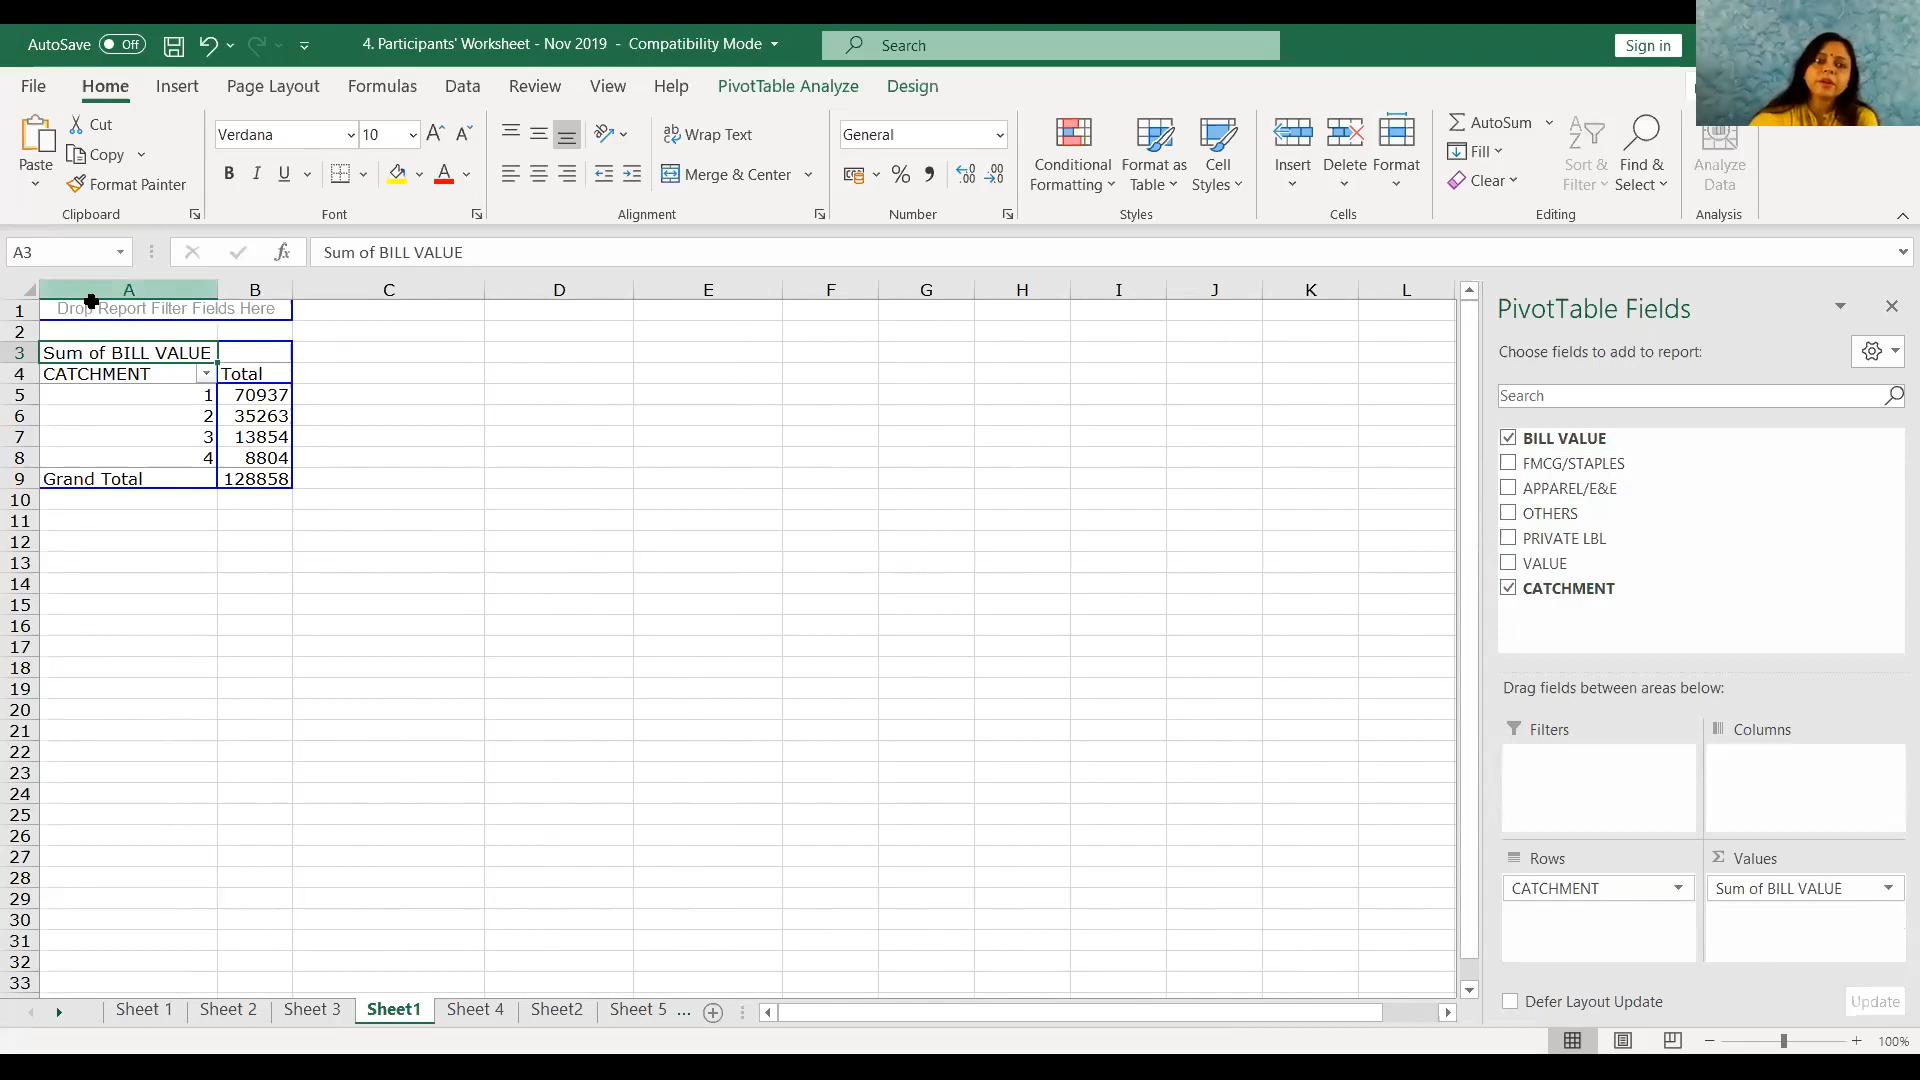 AutoSave Off 4. Participants' Worksheet - Nov 2019 - Compatibility Mode Search Sign in
File Home Insert Page Layout Formulas Data Review View Help PivotTable Analyze Design
Paste Cut Copy Format Painter Clipboard
Verdana 10 B I U A Font
Wrap Text Merge & Center Alignment
General % Number
Conditional Formatting Format as Table Cell Styles Styles
Insert Delete Format Cells
AutoSum Fill Clear Sort & Filter Find & Select Editing
Analyze Data Analysis
A3 fx Sum of BILL VALUE
A B C D E F G H I J K L
1 Drop Report Filter Fields Here
2
3 Sum of BILL VALUE
4 CATCHMENT Total
5 1 70937
6 2 35263
7 3 13854
8 4 8804
9 Grand Total 128858
10
11
12
13
14
15
16
17
18
19
20
21
22
23
24
25
26
27
28
29
30
31
32
33
PivotTable Fields
Choose fields to add to report:
Search
BILL VALUE
FMCG/STAPLES
APPAREL/E&E
OTHERS
PRIVATE LBL
VALUE
CATCHMENT
Drag fields between areas below:
Filters Columns
Rows Values
CATCHMENT Sum of BILL VALUE
Defer Layout Update Update
Sheet 1 Sheet 2 Sheet 3 Sheet1 Sheet 4 Sheet2 Sheet 5 ...
100%